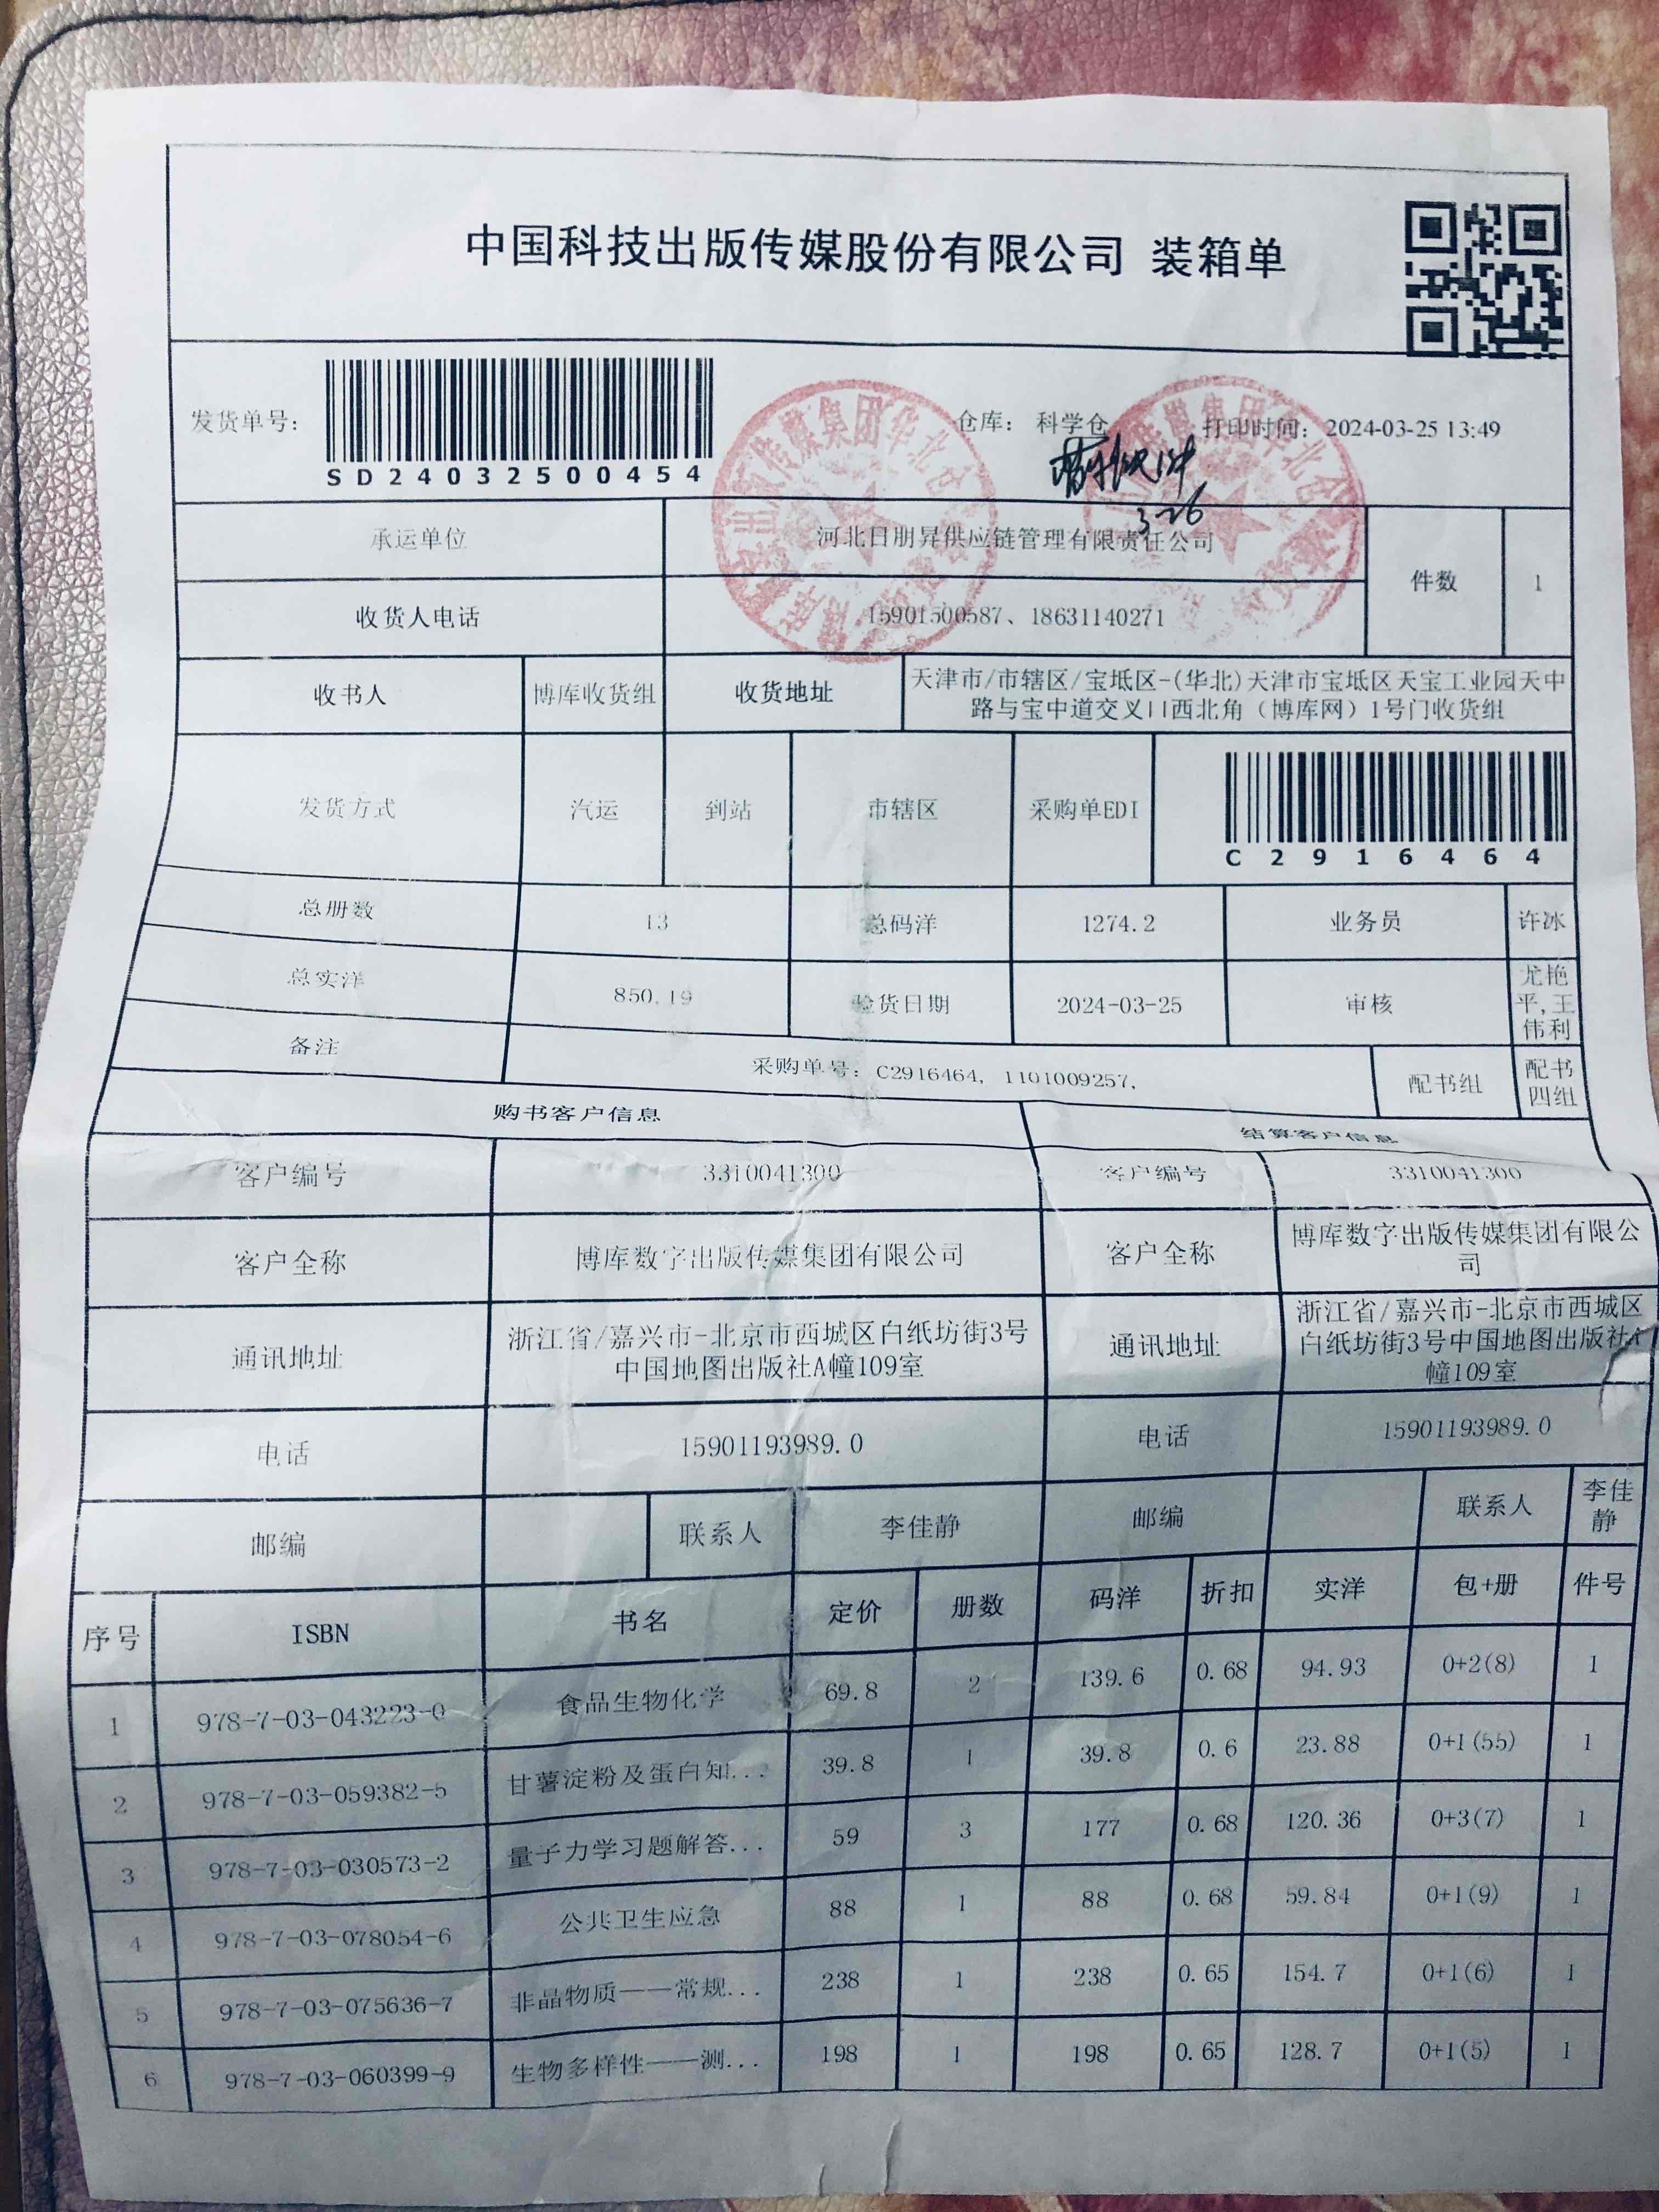 中国科技出版传媒股份有限公司 装箱单
发货单号: SD24032500454 仓库: 科学仓 打印时间: 2024-03-25 13:49
3-26
承运单位 河北日朋昇供应链管理有限责任公司 件数 1
收货人电话 15901500587、18631140271
收书人 博库收货组 收货地址 天津市/市辖区/宝坻区-(华北)天津市宝坻区天宝工业园天中
路与宝中道交叉口西北角（博库网）1号门收货组
发货方式 汽运 到站 市辖区 采购单EDI C2916464
总册数 13 总码洋 1274.2 业务员 许冰
总实洋 850.19 验货日期 2024-03-25 审核 尤艳
平,王
伟利
备注 采购单号: C2916464, 1101009257, 配书组 配书
四组
购书客户信息 结算客户信息
客户编号 3310041300 客户编号 3310041300
客户全称 博库数字出版传媒集团有限公司 客户全称 博库数字出版传媒集团有限公
司
通讯地址 浙江省/嘉兴市-北京市西城区白纸坊街3号
中国地图出版社A幢109室
通讯地址 浙江省/嘉兴市-北京市西城区
白纸坊街3号中国地图出版社A
幢109室
电话 15901193989.0 电话 15901193989.0
邮编 联系人 李佳静 邮编 联系人 李佳
静
序号 ISBN 书名 定价 册数 码洋 折扣 实洋 包+册 件号
1 978-7-03-043223-0 食品生物化学 69.8 2 139.6 0.68 94.93 0+2(8) 1
2 978-7-03-059382-5 甘薯淀粉及蛋白知... 39.8 1 39.8 0.6 23.88 0+1(55) 1
3 978-7-03-030573-2 量子力学习题解答... 59 3 177 0.68 120.36 0+3(7) 1
4 978-7-03-078054-6 公共卫生应急 88 1 88 0.68 59.84 0+1(9) 1
5 978-7-03-075636-7 非晶物质——常规... 238 1 238 0.65 154.7 0+1(6) 1
6 978-7-03-060399-9 生物多样性——测... 198 1 198 0.65 128.7 0+1(5) 1